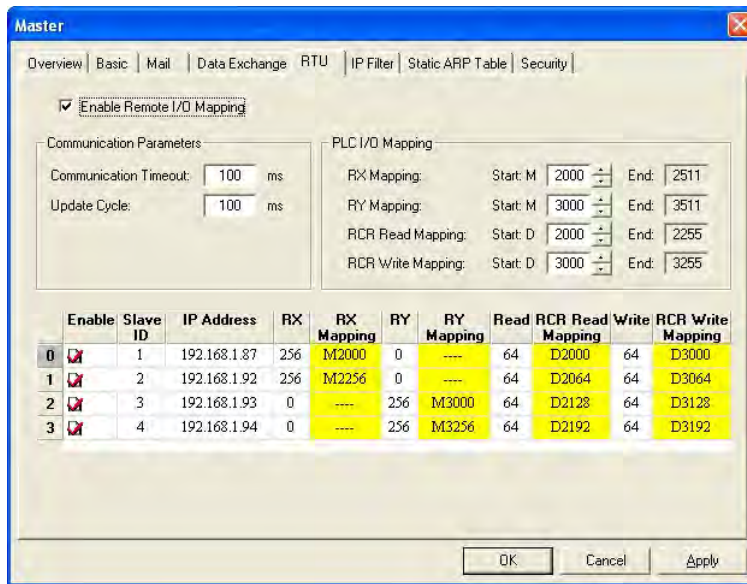 Master
Overview Basic Mail Data Exchange RTU IP Filter Static ARP Table Security
Enable Remote I/O Mapping
Communication Parameters
Communication Timeout: 100 ms
Update Cycle: 100 ms
PLC I/O Mapping
RX Mapping: Start: M 2000 End: 2511
RY Mapping: Start: M 3000 End: 3511
RCR Read Mapping: Start: D 2000 End: 2255
RCR Write Mapping: Start: D 3000 End: 3255
Enable Slave ID IP Address RX RX Mapping RY RY Mapping Read RCR Read Mapping Write RCR Write Mapping
0 1 192.168.1.87 256 M2000 0 ---- 64 D2000 64 D3000
1 2 192.168.1.92 256 M2256 0 ---- 64 D2064 64 D3064
2 3 192.168.1.93 0 ---- 256 M3000 64 D2128 64 D3128
3 4 192.168.1.94 0 ---- 256 M3256 64 D2192 64 D3192
OK Cancel Apply